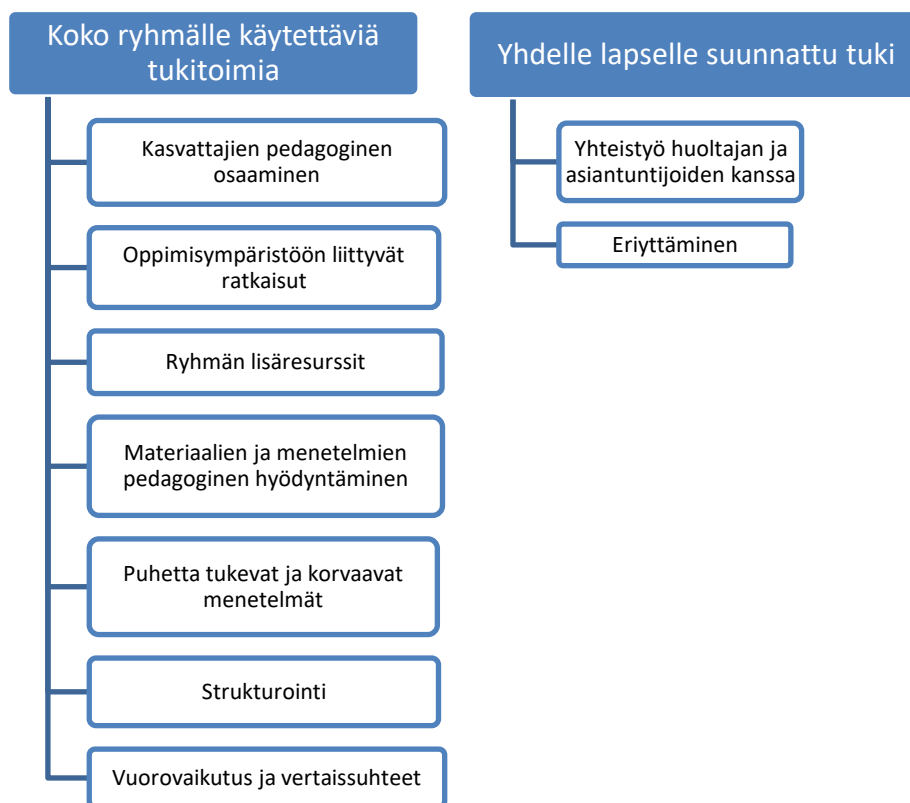 Koko ryhmälle käytettäviä
tukitoimia
Kasvattajien pedagoginen
osaaminen
Oppimisympäristöön liittyvät
ratkaisut
Ryhmän lisäresurssit
Materiaalien ja menetelmien
pedagoginen hyödyntäminen
Puhetta tukevat ja korvaavat
menetelmät
Strukturointi
Vuorovaikutus ja vertaissuhteet
Yhdelle lapselle suunnattu tuki
Yhteistyö huoltajan ja
asiantuntijoiden kanssa
Eriyttäminen